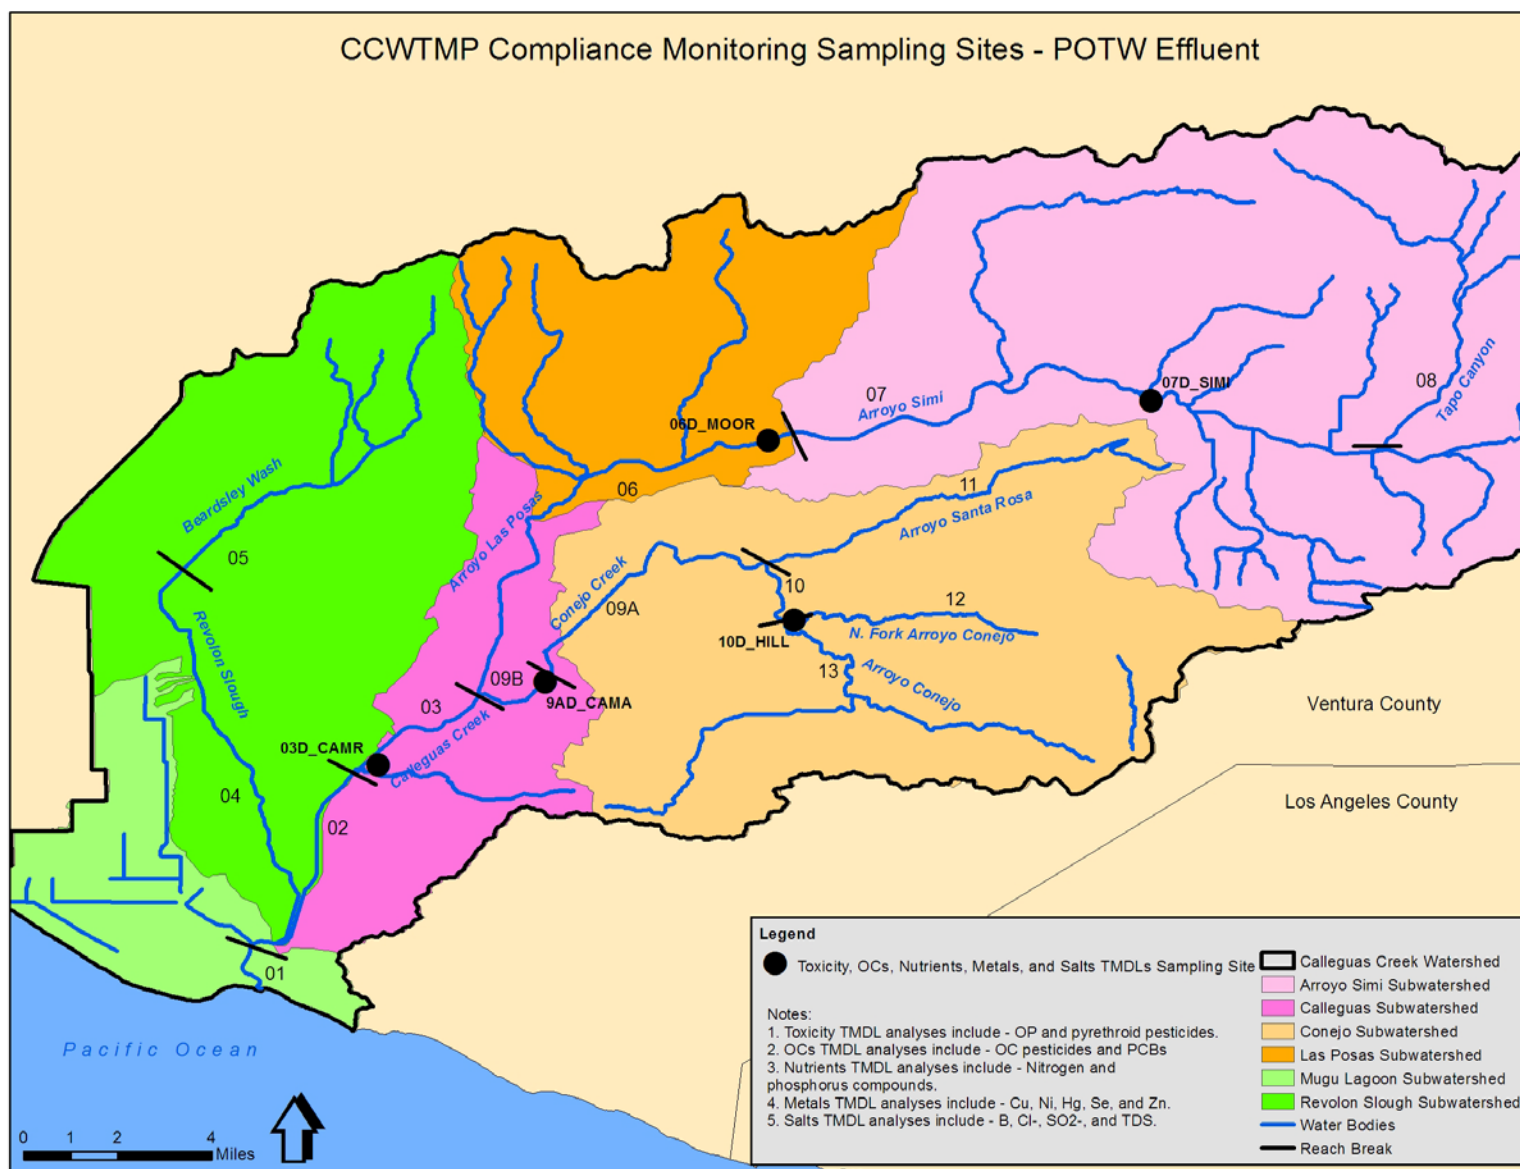 CCWTMP Compliance Monitoring Sampling Sites - POTW Effluent
07D_SIMI
08
Tapo Canyon
07
Arroyo Simi
06D_MOOR
06
Beardsley Wash
05
Arroyo Las Posas
11
Arroyo Santa Rosa
Conejo Creek
09A
10
12
N. Fork Arroyo Conejo
10D_HILL
13
Arroyo Conejo
Revolon Slough
09B
9AD_CAMA
03
Calleguas Creek
03D_CAMR
04
02
01
Ventura County
Los Angeles County
Pacific Ocean
0 1 2 4
Miles
Legend
Toxicity, OCs, Nutrients, Metals, and Salts TMDLs Sampling Site
Notes:
1. Toxicity TMDL analyses include - OP and pyrethroid pesticides.
2. OCs TMDL analyses include - OC pesticides and PCBs
3. Nutrients TMDL analyses include - Nitrogen and
phosphorus compounds.
4. Metals TMDL analyses include - Cu, Ni, Hg, Se, and Zn.
5. Salts TMDL analyses include - B, Cl-, SO2-, and TDS.
Calleguas Creek Watershed
Arroyo Simi Subwatershed
Calleguas Subwatershed
Conejo Subwatershed
Las Posas Subwatershed
Mugu Lagoon Subwatershed
Revolon Slough Subwatershed
Water Bodies
Reach Break